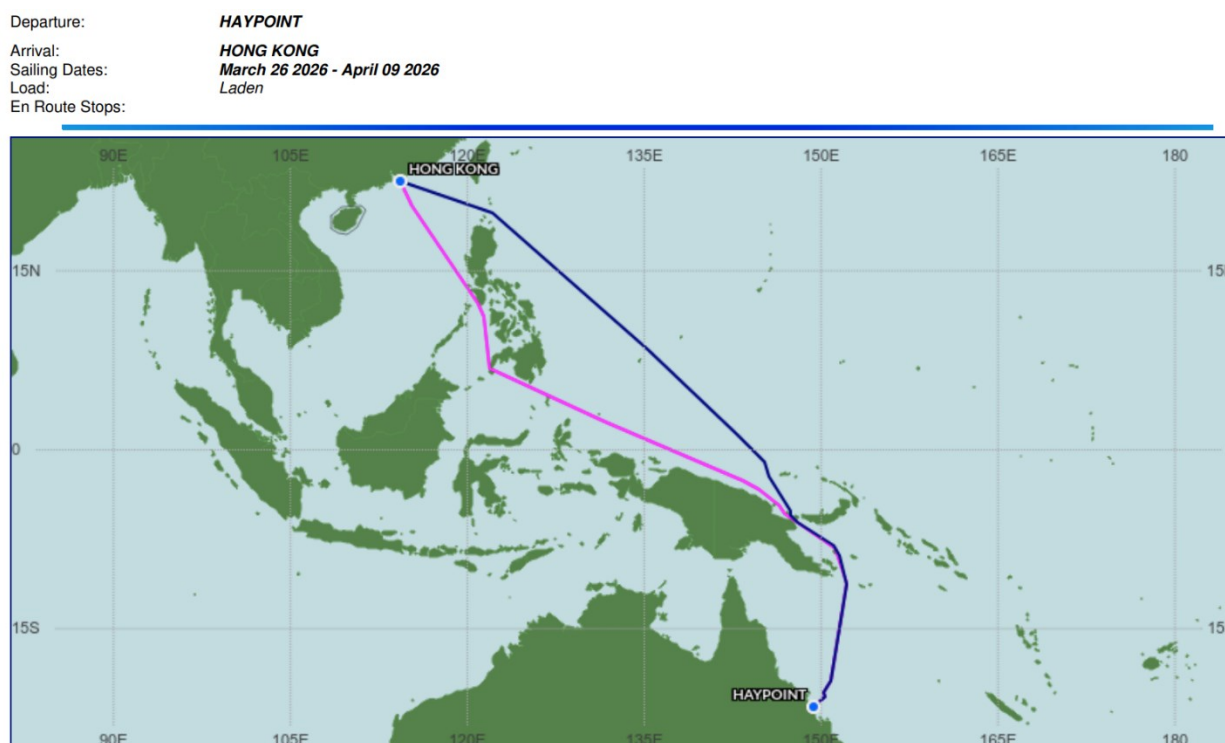 Departure: HAYPOINT
Arrival: HONG KONG
Sailing Dates: March 26 2026 - April 09 2026
Load: Laden
En Route Stops:
90E 105E 120E 135E 150E 165E 180
HONG KONG
15N 15
0
15S 15
HAYPOINT
90E 105E 120E 135E 150E 165E 180